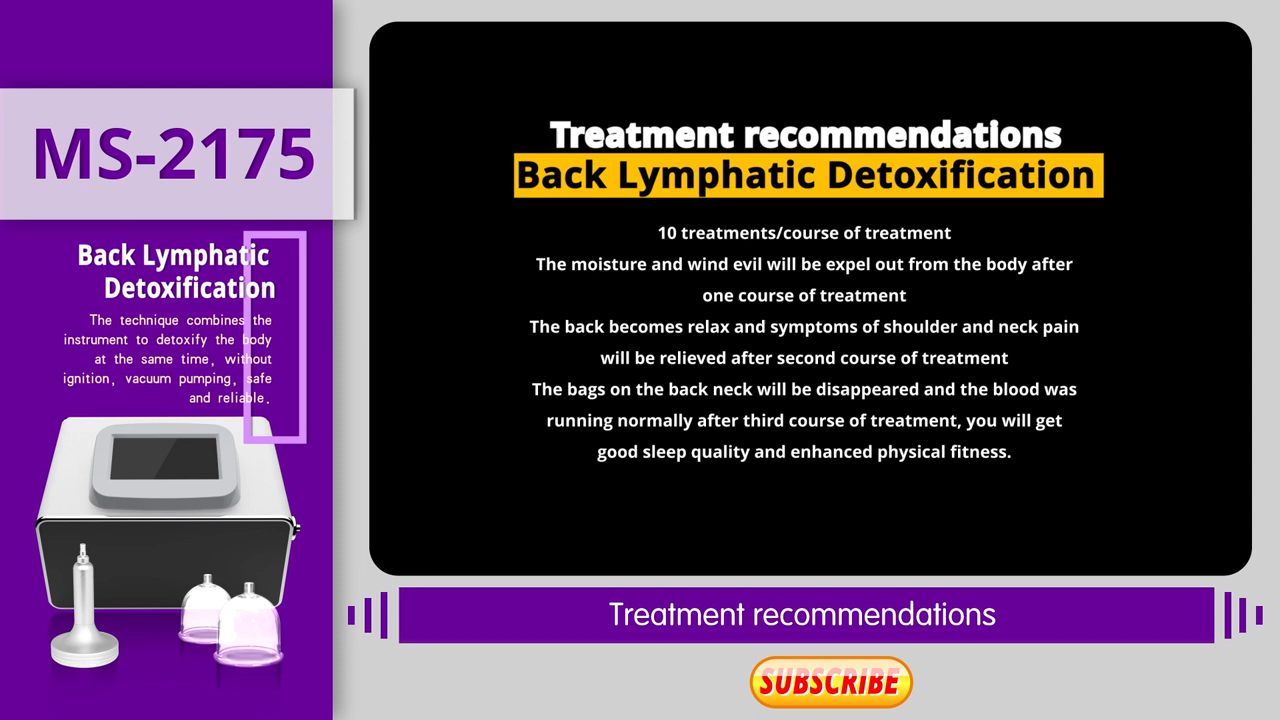 MS-2175
Back Lymphatic
Detoxification
The technique combines the
instrument to detoxify the body
at the same time, without
ignition, vacuum pumping, safe
and reliable.
Treatment recommendations
Back Lymphatic Detoxification
10 treatments/course of treatment
The moisture and wind evil will be expel out from the body after
one course of treatment
The back becomes relax and symptoms of shoulder and neck pain
will be relieved after second course of treatment
The bags on the back neck will be disappeared and the blood was
running normally after third course of treatment, you will get
good sleep quality and enhanced physical fitness.
Treatment recommendations
SUBSCRIBE